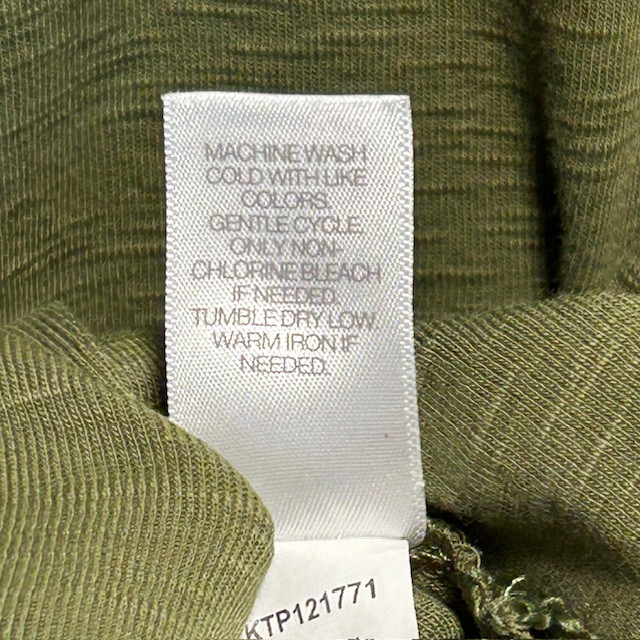 MACHINE WASH
COLD WITH LIKE
COLORS.
GENTLE CYCLE.
ONLY NON-
CHLORINE BLEACH
IF NEEDED.
TUMBLE DRY LOW.
WARM IRON IF
NEEDED.
KTP121771